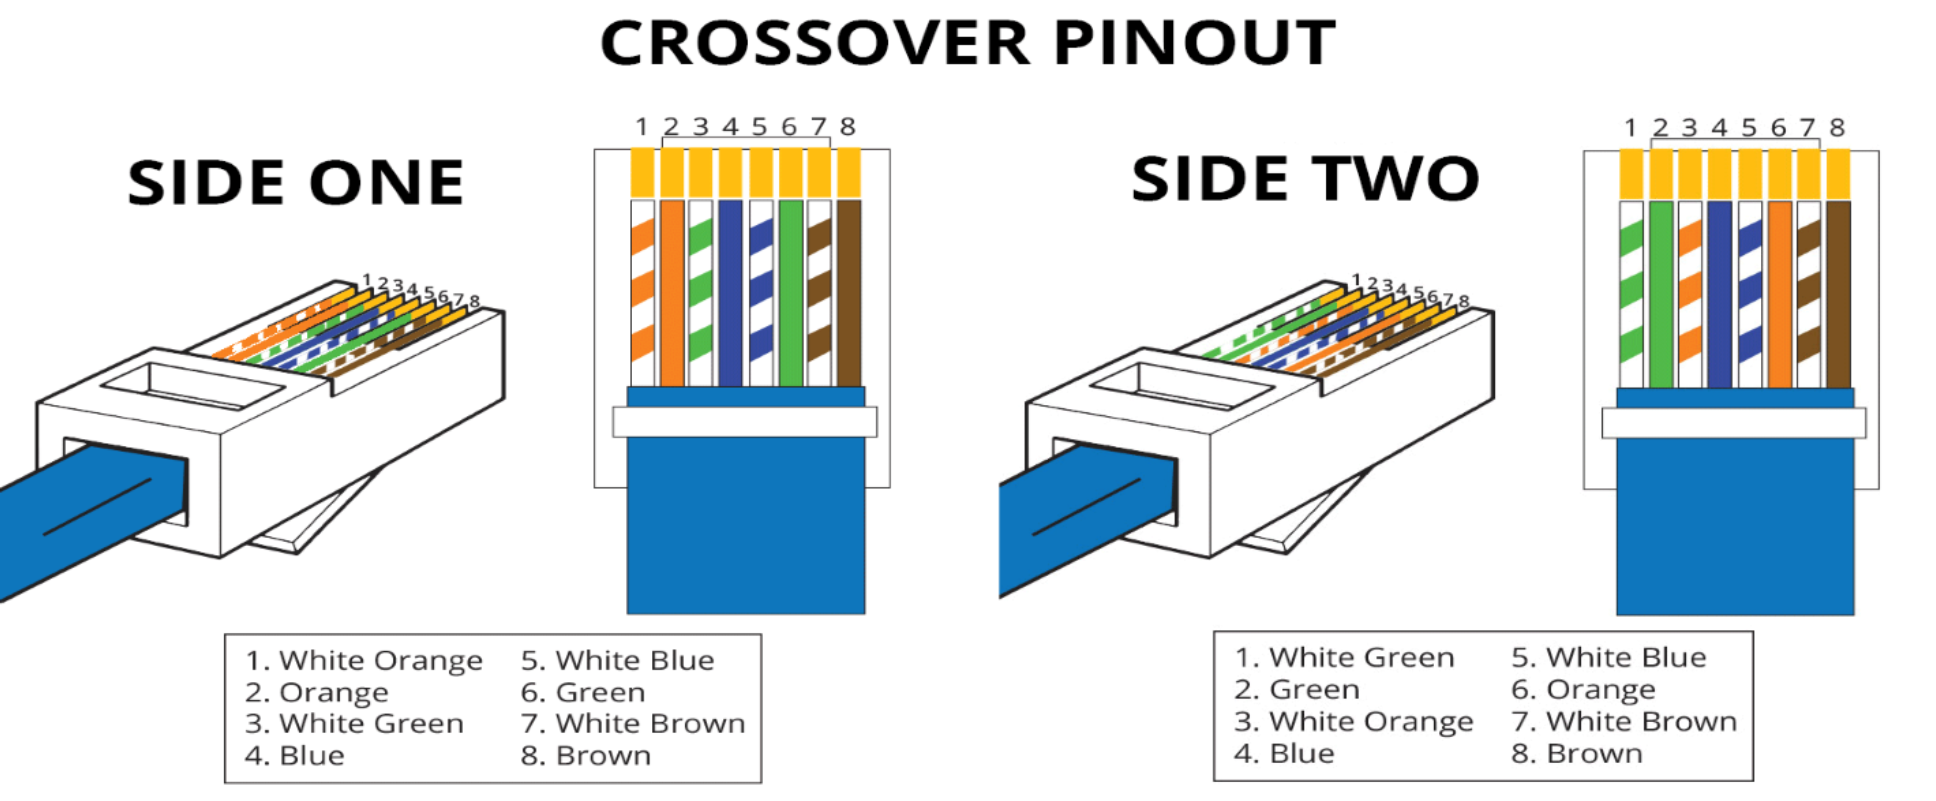 CROSSOVER PINOUT
SIDE ONE
1 2 3 4 5 6 7 8
1 2 3 4 5 6 7 8
1. White Orange
2. Orange
3. White Green
4. Blue
5. White Blue
6. Green
7. White Brown
8. Brown
SIDE TWO
1 2 3 4 5 6 7 8
1 2 3 4 5 6 7 8
1. White Green
2. Green
3. White Orange
4. Blue
5. White Blue
6. Orange
7. White Brown
8. Brown